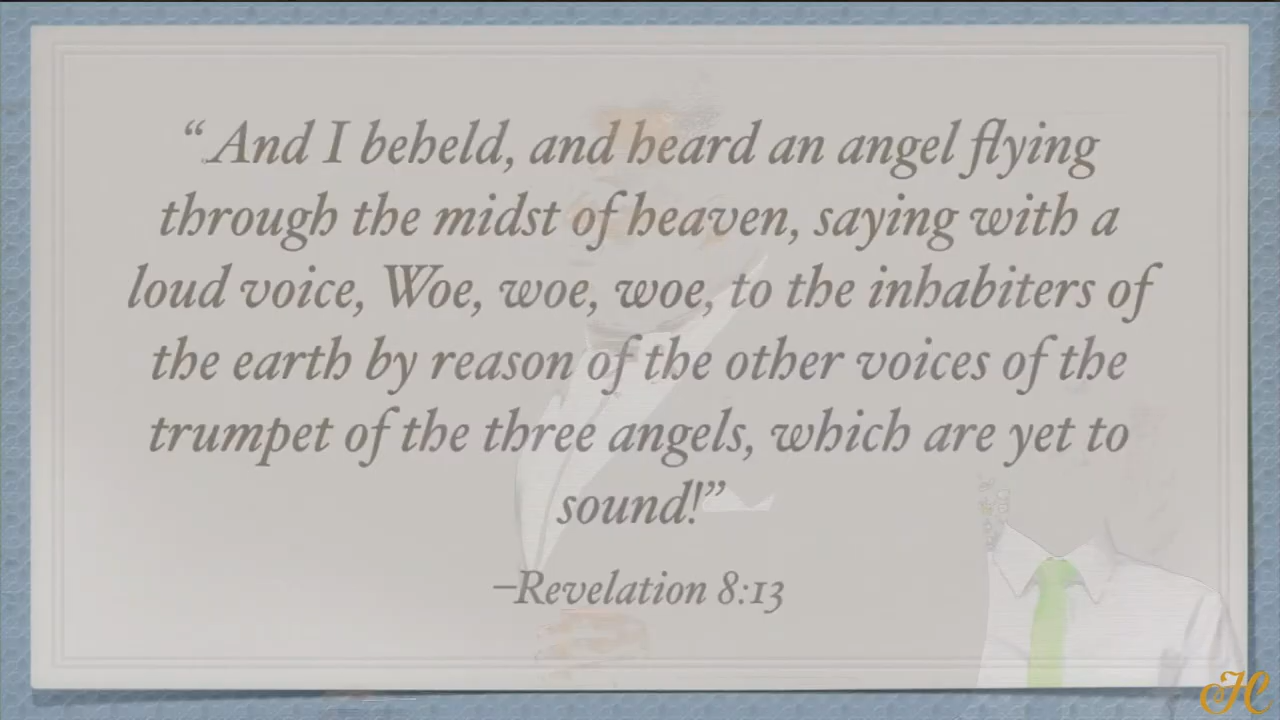 “ And I beheld, and heard an angel flying
through the midst of heaven, saying with a
loud voice, Woe, woe, woe, to the inhabiters of
the earth by reason of the other voices of the
trumpet of the three angels, which are yet to
sound!”
–Revelation 8:13
H